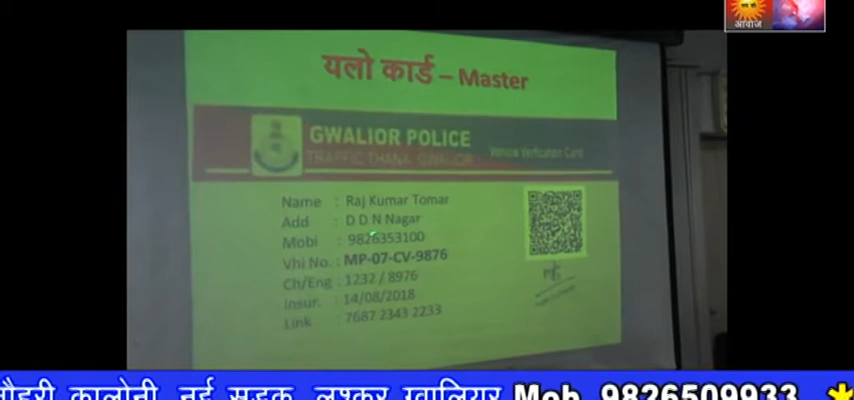 आवाज
यलो कार्ड – Master
GWALIOR POLICE
TRAFFIC THANA, GWALIOR
Vehicle Verification Card
Name : Raj Kumar Tomar
Add : D D N Nagar
Mobi : 9826353100
Vhi No. : MP-07-CV-9876
Ch/Eng : 1232 / 8976
Insur. : 14/08/2018
Link : 7687 2343 2233
कालोनी, नई सड़क, लश्कर ग्वालियर Mob. 9826509933